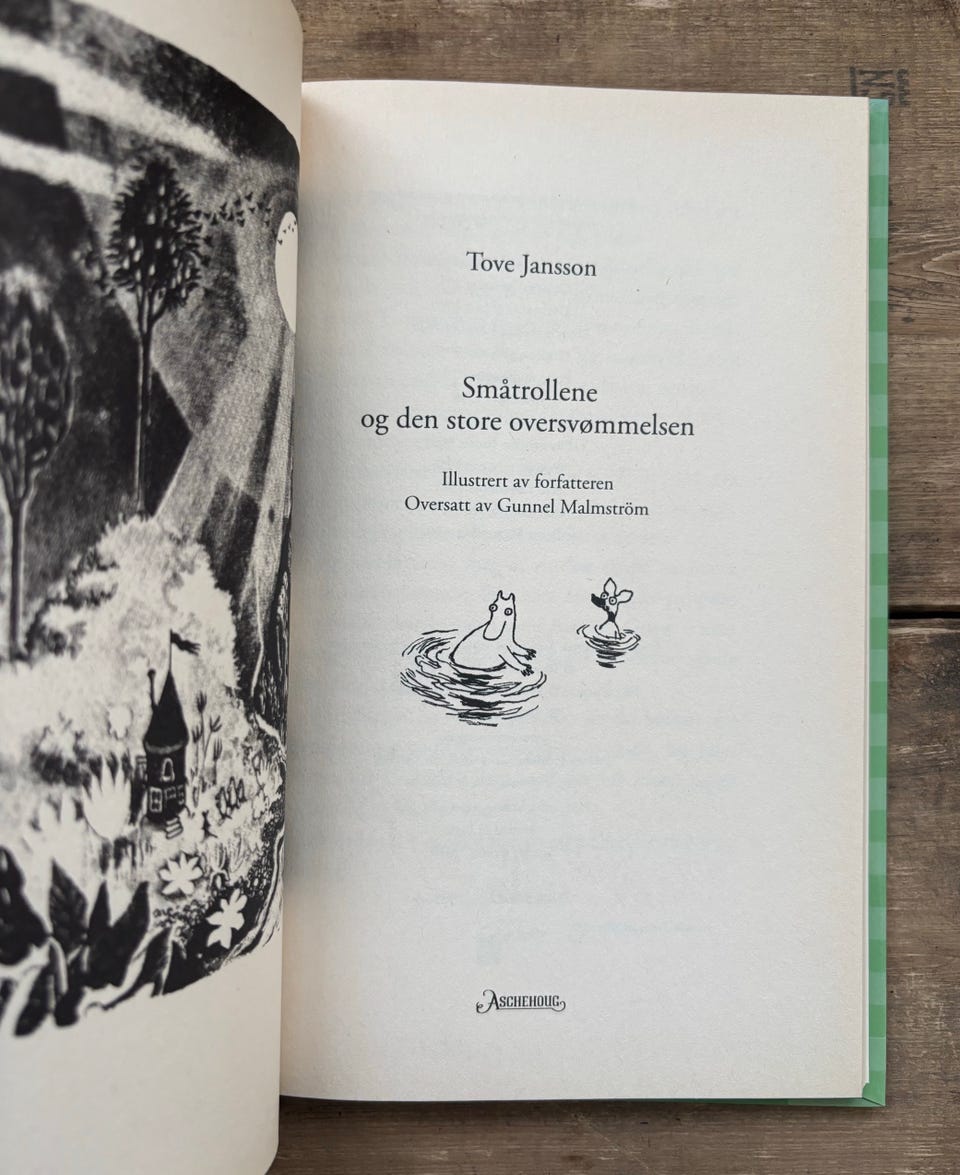 Tove Jansson
Småtrollene
og den store oversvømmelsen
Illustrert av forfatteren
Oversatt av Gunnel Malmström
ASCHEHOUG